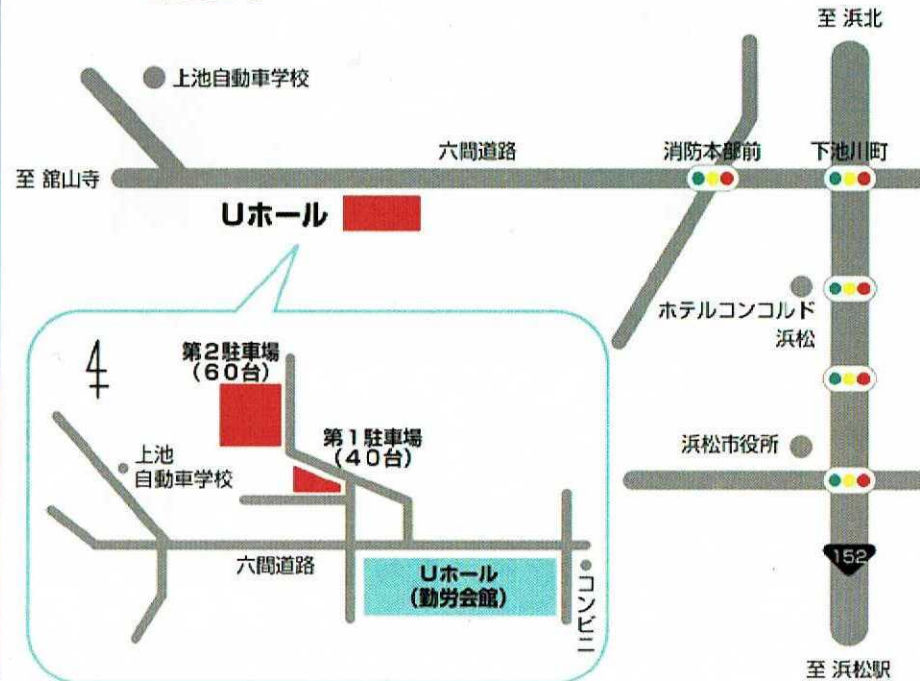 至 浜北
上池自動車学校
六間道路
消防本部前
下池川町
至 舘山寺
Uホール
ホテルコンコルド
浜松
第2駐車場
(60台)
第1駐車場
(40台)
上池
自動車学校
浜松市役所
六間道路
Uホール
(勤労会館)
コンビニ
152
至 浜松駅